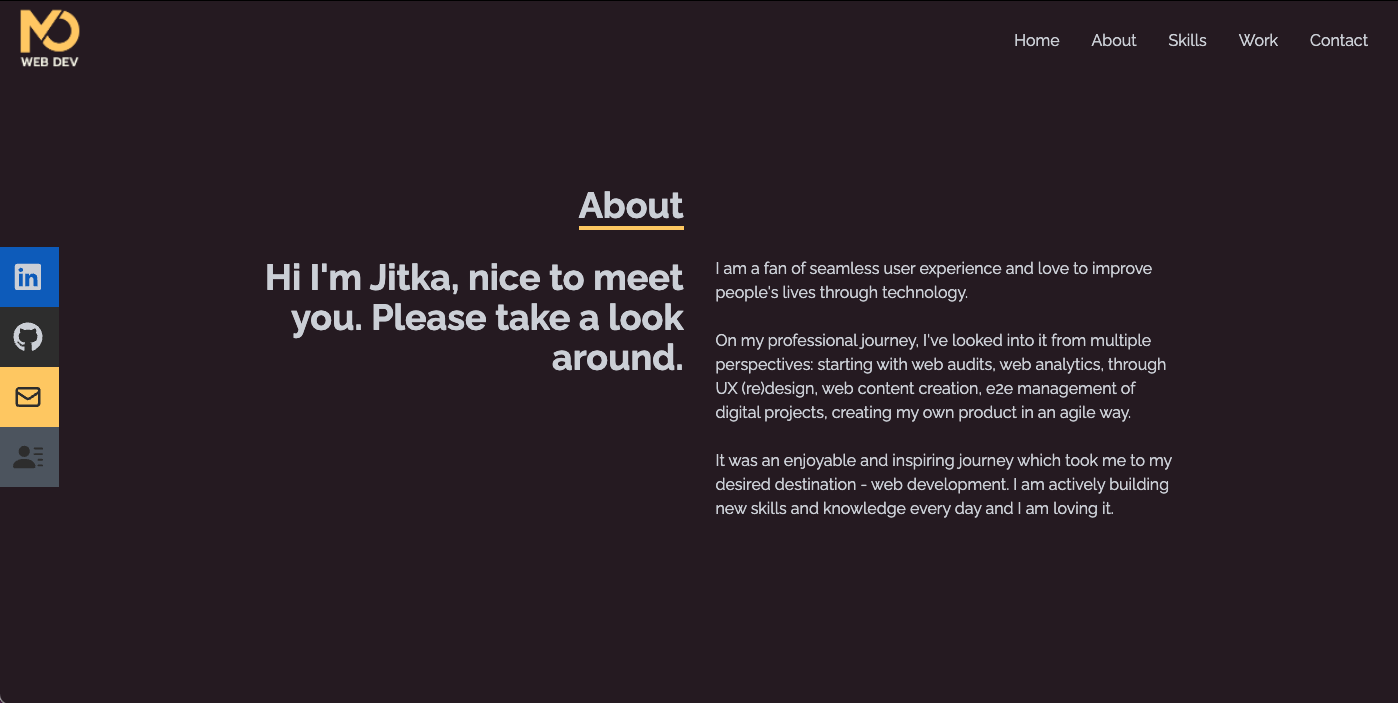 MO
WEB DEV
Home About Skills Work Contact
About
Hi I'm Jitka, nice to meet
you. Please take a look
around.
I am a fan of seamless user experience and love to improve
people's lives through technology.
On my professional journey, I've looked into it from multiple
perspectives: starting with web audits, web analytics, through
UX (re)design, web content creation, e2e management of
digital projects, creating my own product in an agile way.
It was an enjoyable and inspiring journey which took me to my
desired destination - web development. I am actively building
new skills and knowledge every day and I am loving it.
in